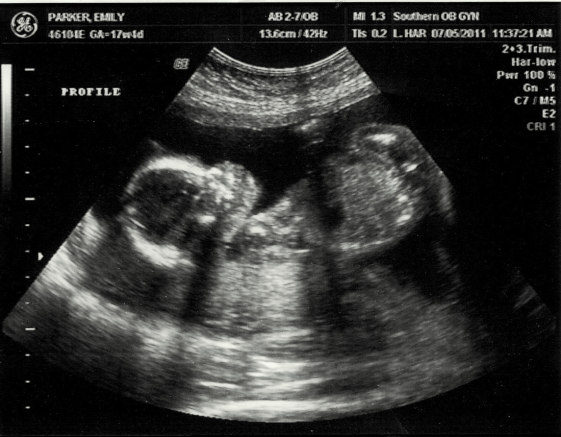 PARKER, EMILY
AB 2-7/OB
MI 1.3 Southern OB GYN
46104E GA=17w4d
13.6cm / 42Hz
TIs 0.2 L. HAR 07/05/2011 11:37:21 AM
2+3.Trim.
Har-low
Pwr 100 %
Gn -1
C7 / M5
E2
CRI 1
GE
PROFILE